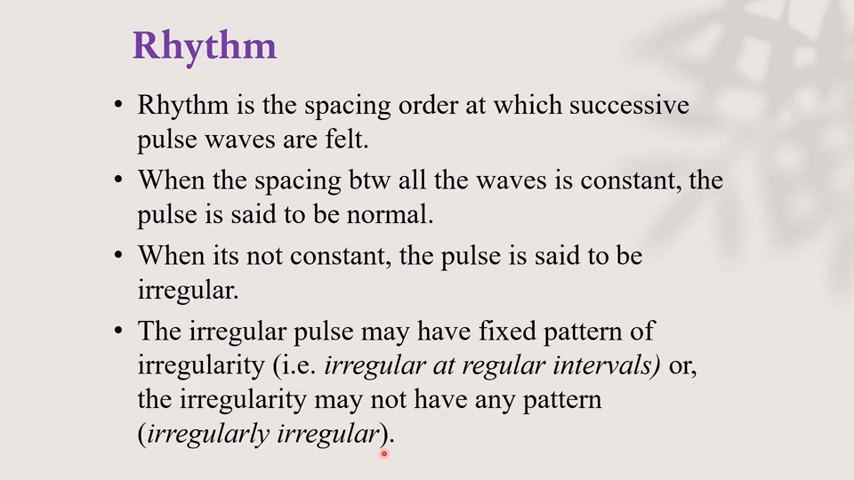 Rhythm
• Rhythm is the spacing order at which successive
pulse waves are felt.
• When the spacing btw all the waves is constant, the
pulse is said to be normal.
• When its not constant, the pulse is said to be
irregular.
• The irregular pulse may have fixed pattern of
irregularity (i.e. irregular at regular intervals) or,
the irregularity may not have any pattern
(irregularly irregular).